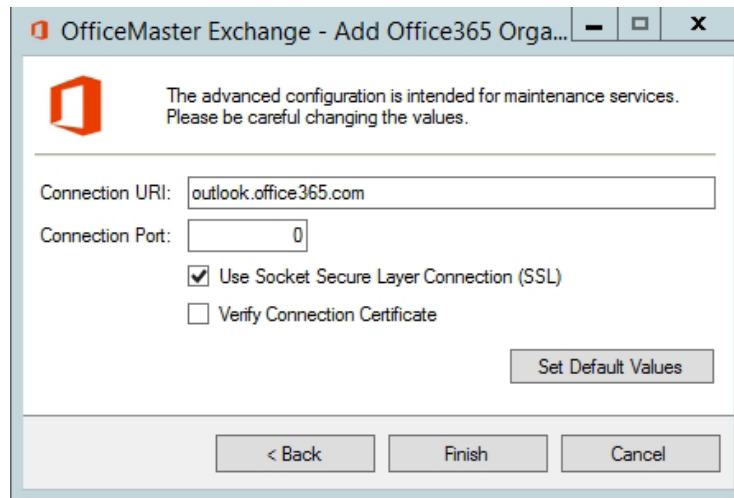 OfficeMaster Exchange - Add Office365 Orga...
The advanced configuration is intended for maintenance services.
Please be careful changing the values.
Connection URI: outlook.office365.com
Connection Port: 0
Use Socket Secure Layer Connection (SSL)
Verify Connection Certificate
Set Default Values
< Back Finish Cancel